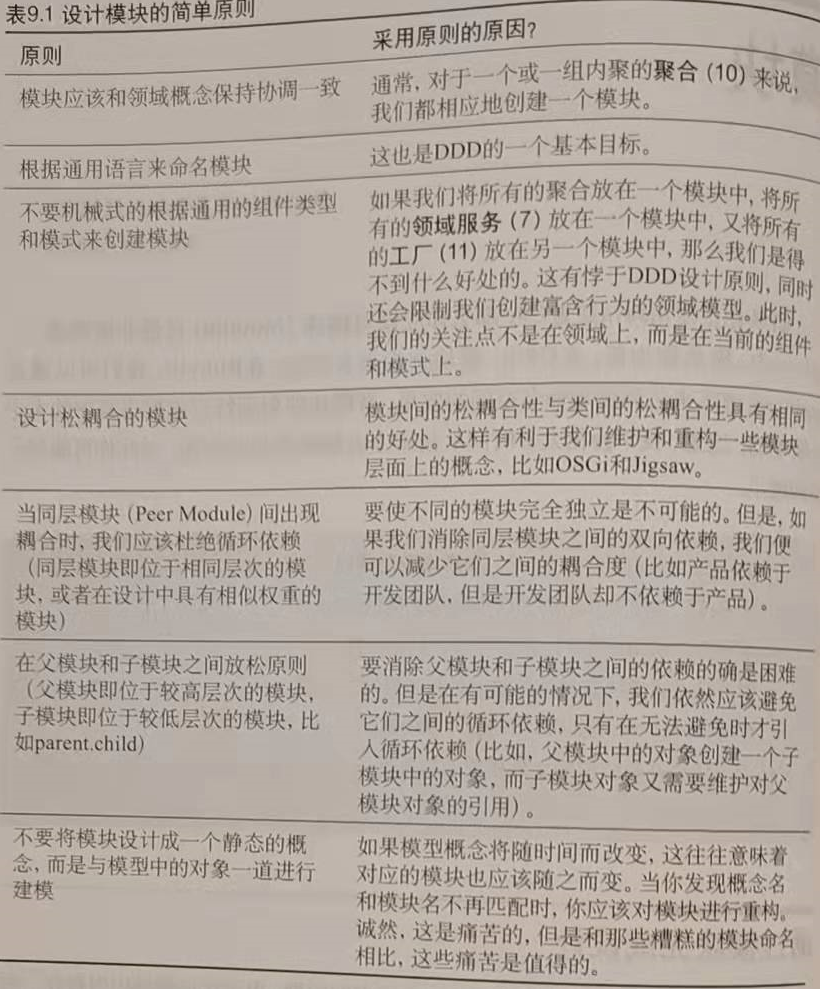 表9.1 设计模块的简单原则
原则
采用原则的原因?
模块应该和领域概念保持协调一致
通常, 对于一个或一组内聚的聚合 (10) 来说,
我们都相应地创建一个模块。
根据通用语言来命名模块
这也是DDD的一个基本目标。
不要机械式的根据通用的组件类型
和模式来创建模块
如果我们将所有的聚合放在一个模块中, 将所
有的领域服务 (7) 放在一个模块中, 又将所有
的工厂 (11) 放在另一个模块中, 那么我们是得
不到什么好处的。这有悖于DDD设计原则, 同时
还会限制我们创建富含行为的领域模型。此时,
我们的关注点不是在领域上, 而是在当前的组件
和模式上。
设计松耦合的模块
模块间的松耦合性与类间的松耦合性具有相同
的好处。这样有利于我们维护和重构一些模块
层面上的概念, 比如OSGi和Jigsaw。
当同层模块 (Peer Module) 间出现
耦合时, 我们应该杜绝循环依赖
(同层模块即位于相同层次的模
块, 或者在设计中具有相似权重的
模块)
要使不同的模块完全独立是不可能的。但是, 如
果我们消除同层模块之间的双向依赖, 我们便
可以减少它们之间的耦合度 (比如产品依赖于
开发团队, 但是开发团队却不依赖于产品) 。
在父模块和子模块之间放松原则
(父模块即位于较高层次的模块,
子模块即位于较低层次的模块, 比
如parent.child)
要消除父模块和子模块之间的依赖的确是困难
的。但是在有可能的情况下, 我们依然应该避免
它们之间的循环依赖, 只有在无法避免时才引
入循环依赖 (比如, 父模块中的对象创建一个子
模块中的对象, 而子模块对象又需要维护对父
模块对象的引用) 。
不要将模块设计成一个静态的概
念, 而是与模型中的对象一道进行
建模
如果模型概念将随时间而改变, 这往往意味着
对应的模块也应该随之而变。当你发现概念名
和模块名不再匹配时, 你应该对模块进行重构。
诚然, 这是痛苦的, 但是和那些糟糕的模块命名
相比, 这些痛苦是值得的。